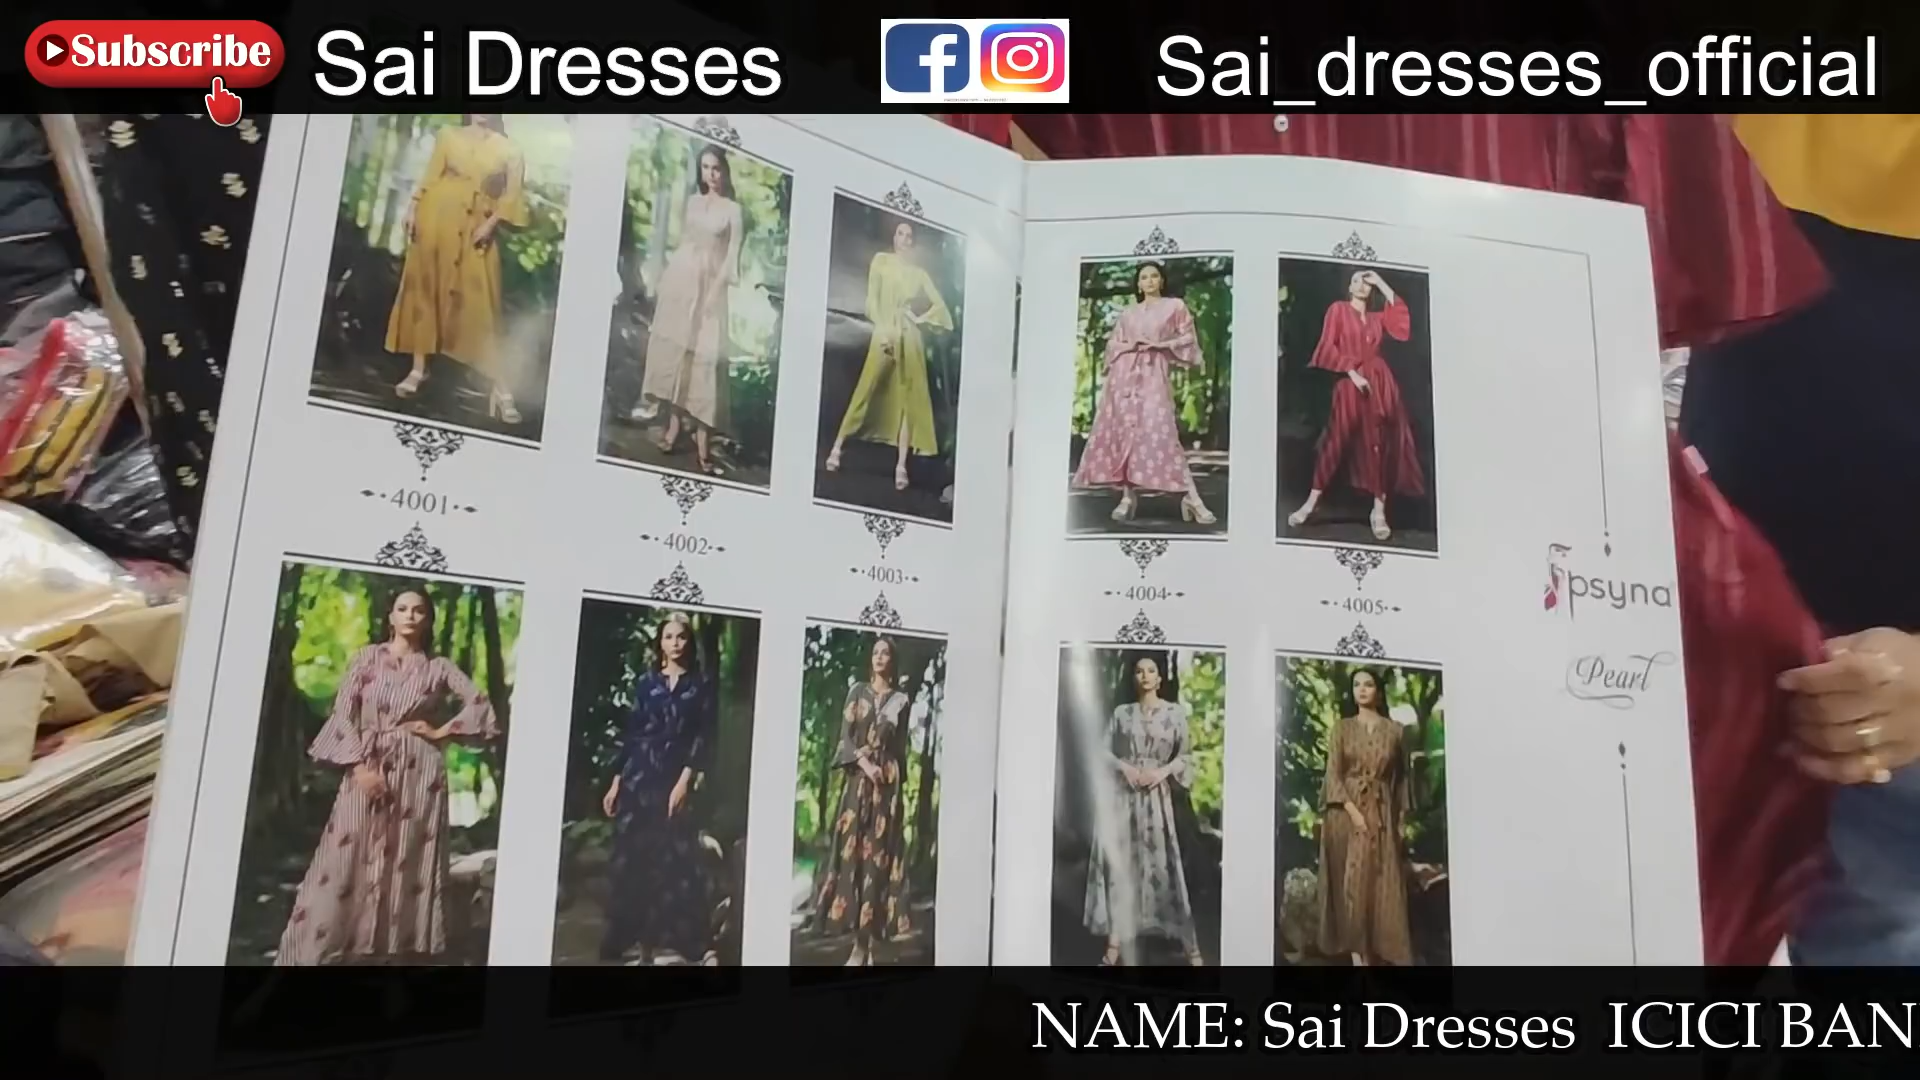 Subscribe
Sai Dresses
Sai_dresses_official
4001
4002
4003
4004
4005
psyna
Pearl
NAME: Sai Dresses ICICI BAN